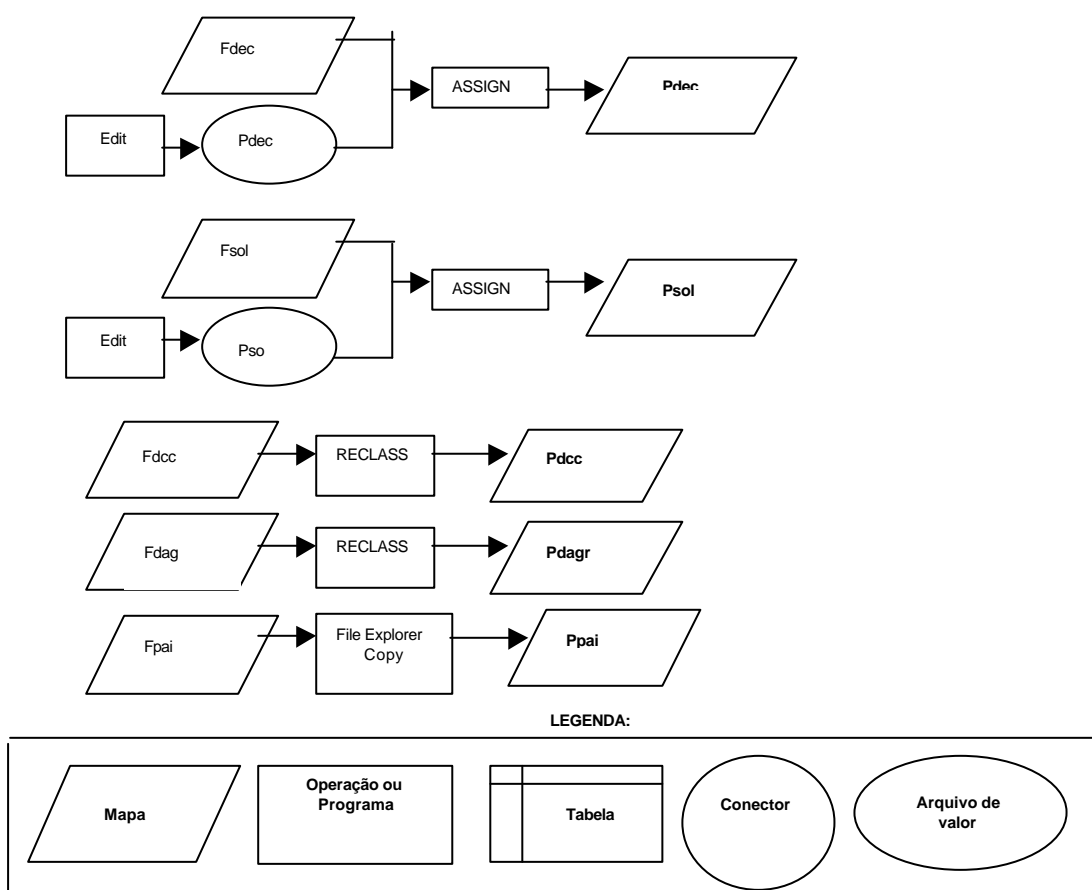 Fdec
ASSIGN
Pdec
Edit
Pdec
Fsol
ASSIGN
Psol
Edit
Pso
Fdcc
RECLASS
Pdcc
Fdag
RECLASS
Pdagr
Fpai
File Explorer
Copy
Ppai
LEGENDA:
Mapa
Operação ou
Programa
Tabela
Conector
Arquivo de
valor